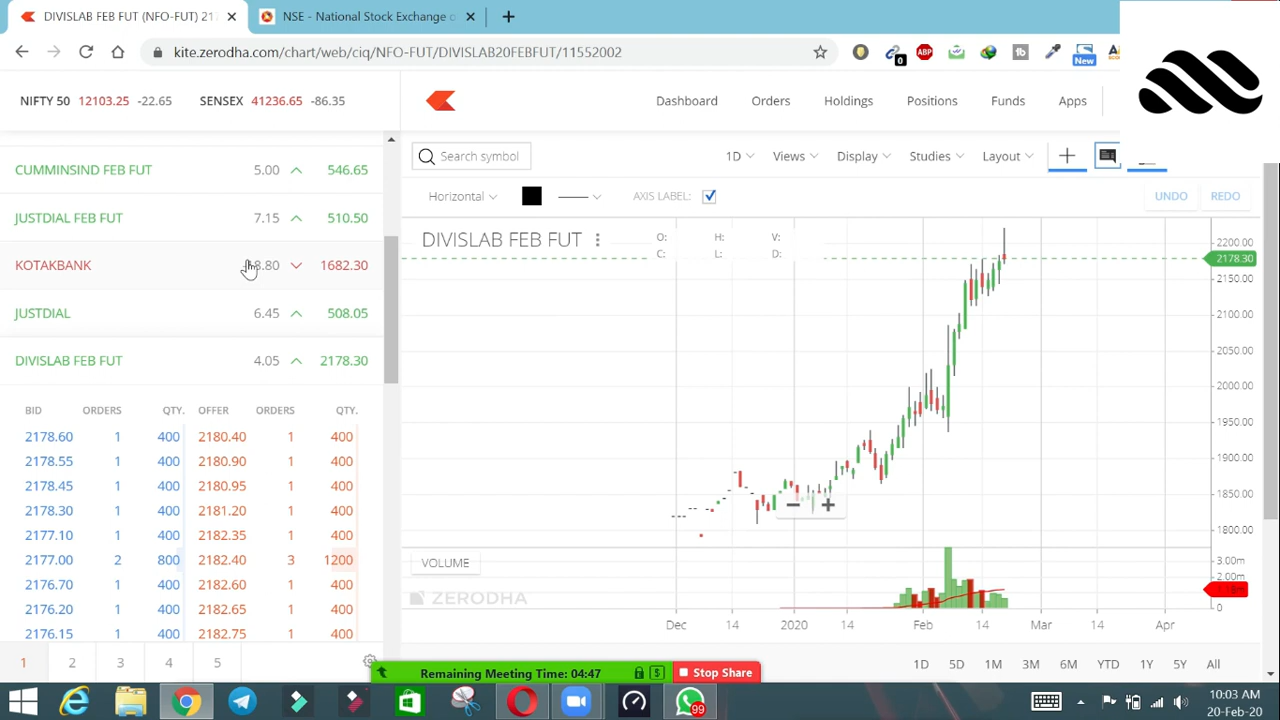 DIVISLAB FEB FUT (NFO-FUT) 217
NSE - National Stock Exchange o
kite.zerodha.com/chart/web/ciq/NFO-FUT/DIVISLAB20FEBFUT/11552002
0
ABP
New
NIFTY 50 12103.25 -22.65 SENSEX 41236.65 -86.35
Dashboard Orders Holdings Positions Funds Apps
CUMMINSIND FEB FUT 5.00 546.65
JUSTDIAL FEB FUT 7.15 510.50
KOTAKBANK 8.80 1682.30
JUSTDIAL 6.45 508.05
DIVISLAB FEB FUT 4.05 2178.30
BID ORDERS QTY. OFFER ORDERS QTY.
2178.60 1 400 2180.40 1 400
2178.55 1 400 2180.90 1 400
2178.45 1 400 2180.95 1 400
2178.30 1 400 2181.20 1 400
2177.10 1 400 2182.35 1 400
2177.00 2 800 2182.40 3 1200
2176.70 1 400 2182.60 1 400
2176.20 1 400 2182.65 1 400
2176.15 1 400 2182.75 1 400
1 2 3 4 5
Search symbol
1D Views Display Studies Layout
Horizontal AXIS LABEL: UNDO REDO
DIVISLAB FEB FUT
O: H: V:
C: L: D:
2200.00
2178.30
2150.00
2100.00
2050.00
2000.00
1950.00
1900.00
1850.00
1800.00
VOLUME
3.00m
2.00m
0
ZERODHA
Dec 14 2020 14 Feb 14 Mar 14 Apr
1D 5D 1M 3M 6M YTD 1Y 5Y All
Remaining Meeting Time: 04:47
Stop Share
99
10:03 AM
20-Feb-20